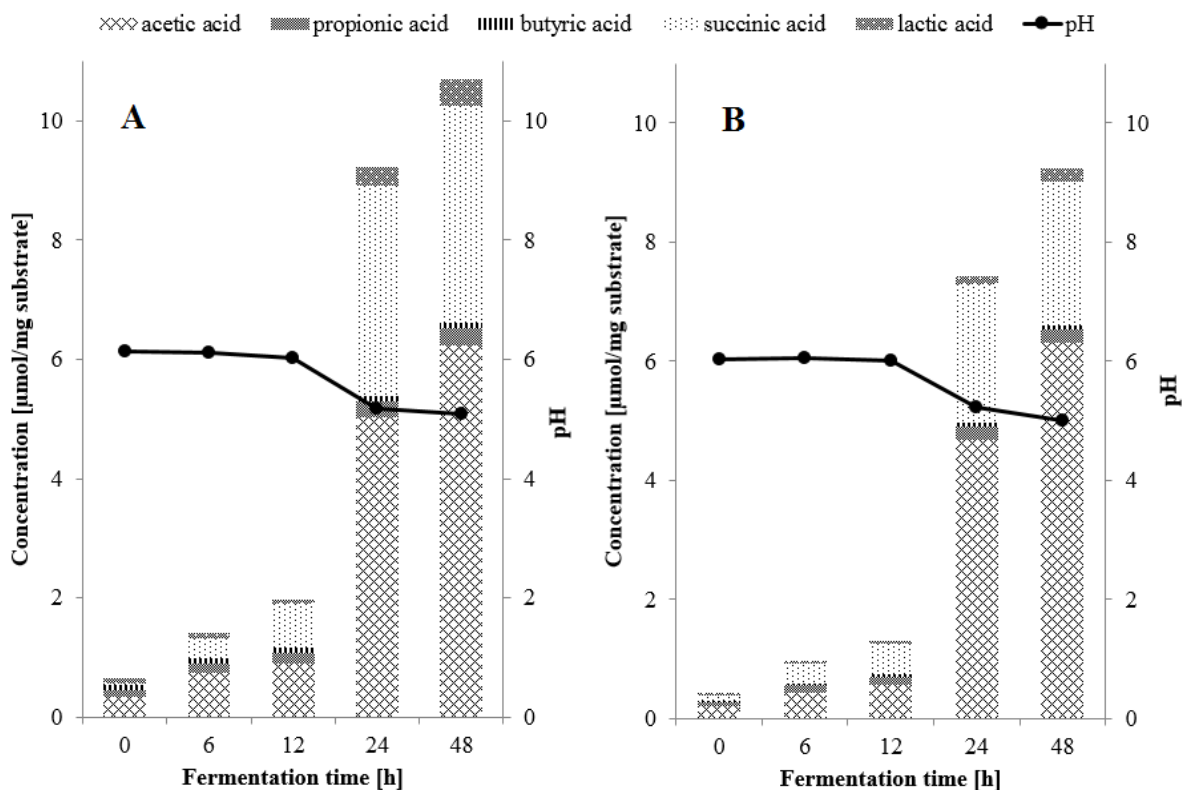 acetic acid propionic acid butyric acid succinic acid lactic acid pH
A
Concentration [μmol/mg substrate]
10
8
6
4
2
0
10
8
6
4
2
0
pH
0 6 12 24 48
Fermentation time [h]
B
Concentration [μmol/mg substrate]
10
8
6
4
2
0
10
8
6
4
2
0
pH
0 6 12 24 48
Fermentation time [h]